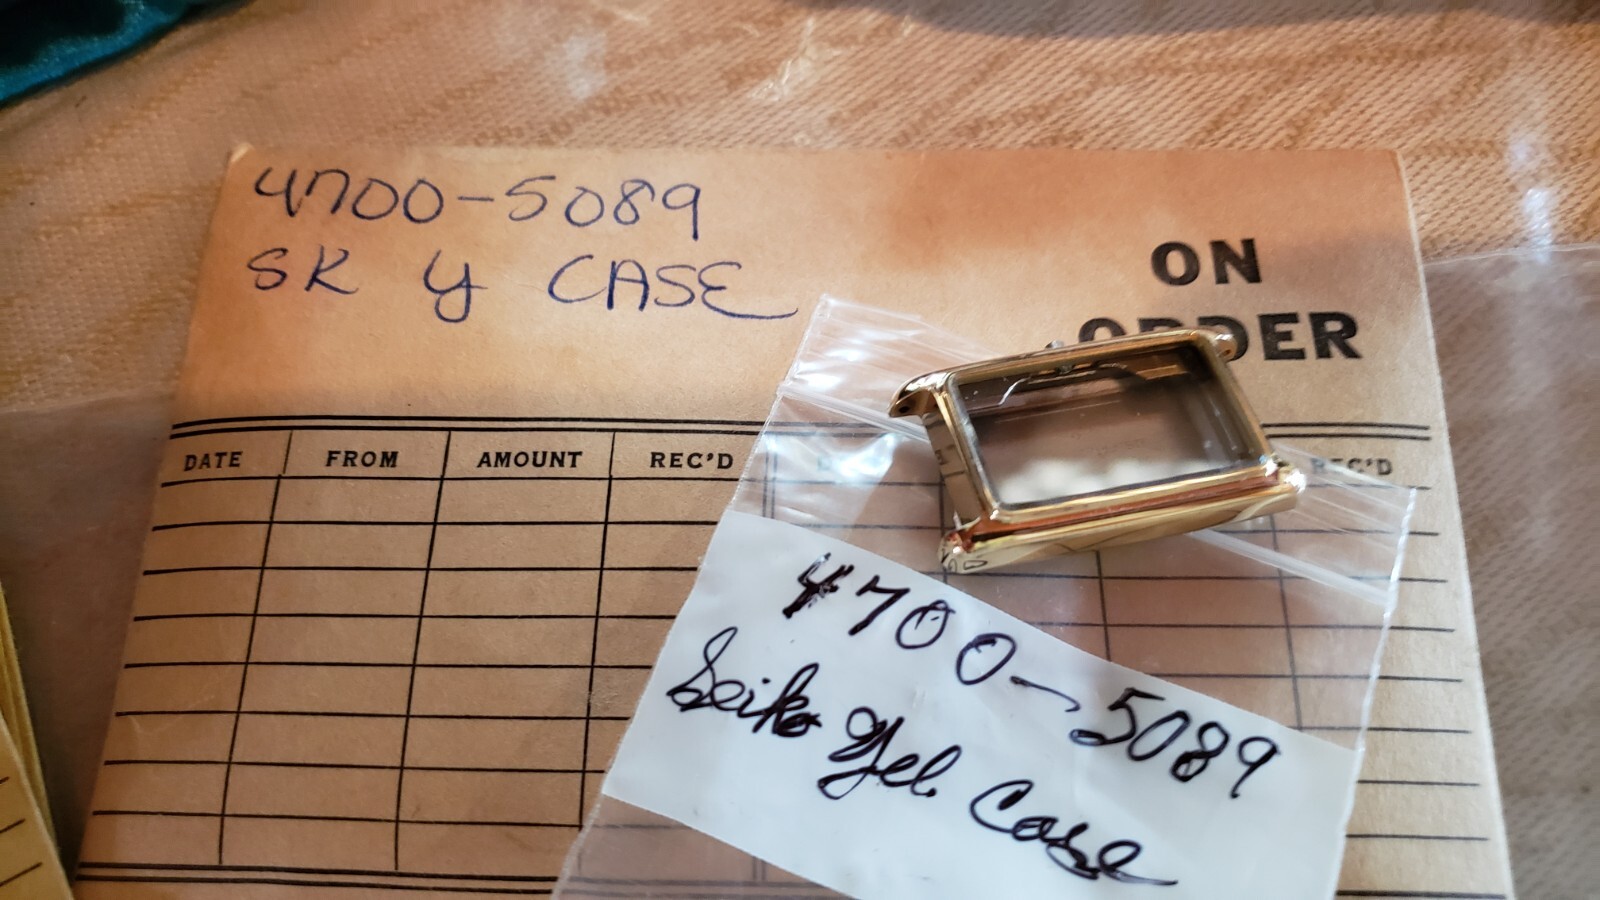 4700-5089
SK Y CASE
ON
ORDER
DATE FROM AMOUNT REC'D REC'D
4700-5089
Seiko Yel. Case